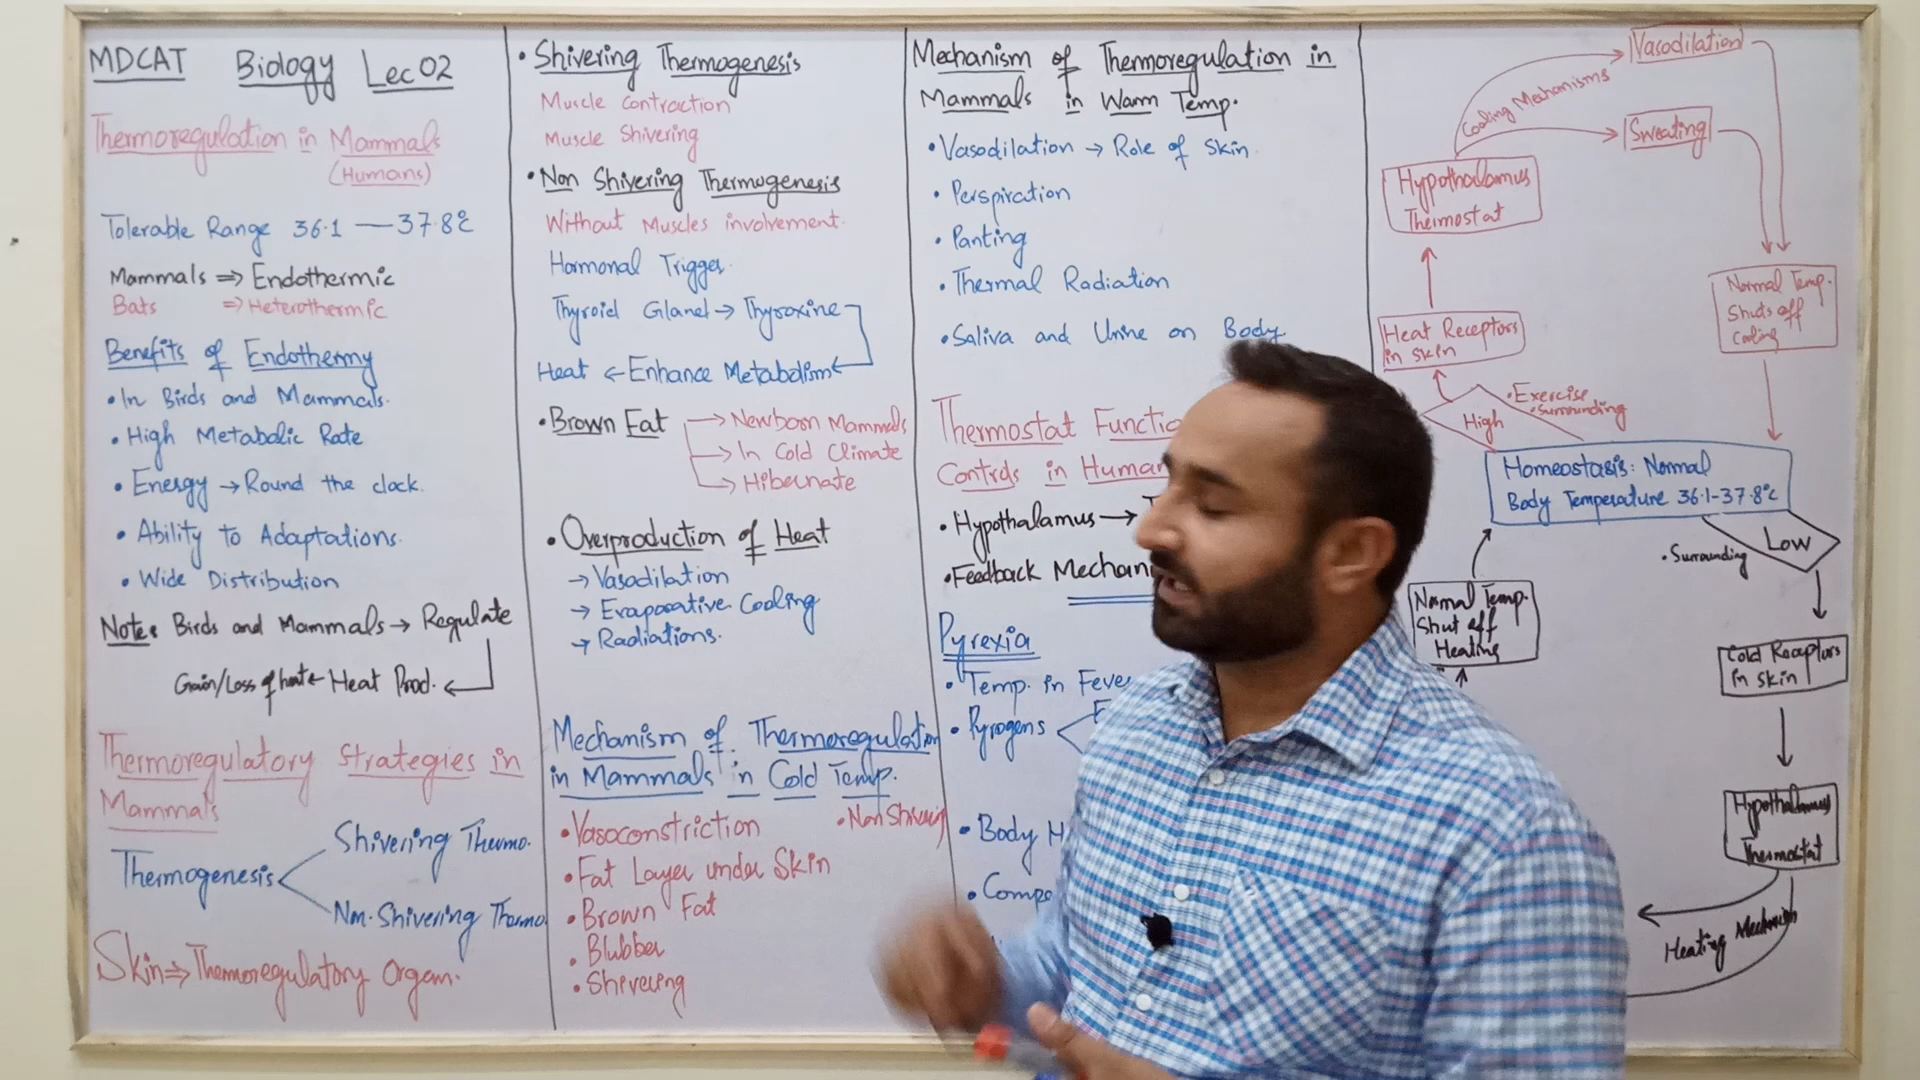 MDCAT Biology Lec 02
Thermoregulation in Mammals
(Humans)
Tolerable Range 36.1 — 37.8°C
Mammals ⇒ Endothermic
Bats ⇒ Heterothermic
Benefits of Endothermy
• In Birds and Mammals.
• High Metabolic Rate
• Energy → Round the clock.
• Ability to Adaptations.
• Wide Distribution
Note: Birds and Mammals → Regulate
Gain/Loss of heat ← Heat Prod. ←
Thermoregulatory Strategies in
Mammals
Thermogenesis
Shivering Thermo.
Non-Shivering Thermo.
Skin ⇒ Thermoregulatory Organ.
• Shivering Thermogenesis
Muscle Contraction
Muscle Shivering
• Non Shivering Thermogenesis
Without Muscles involvement.
Hormonal Trigger.
Thyroid Gland → Thyroxine
Heat ← Enhance Metabolism ←
• Brown Fat
→ Newborn Mammals
→ In Cold Climate
→ Hibernate
• Overproduction of Heat
→ Vasodilation
→ Evaporative Cooling
→ Radiations.
Mechanism of Thermoregulation
in Mammals in Cold Temp.
• Vasoconstriction
• Non Shivering
• Fat Layer under Skin
• Brown Fat
• Blubber
• Shivering
Mechanism of Thermoregulation in
Mammals in Warm Temp.
• Vasodilation → Role of Skin.
• Perspiration
• Panting
• Thermal Radiation
• Saliva and Urine on Body
Thermostat Functio
Controls in Human
• Hypothalamus →
• Feedback Mechani
Pyrexia
• Temp. in Feve
• Pyrogens
• Body H
• Compe
Vasodilation
Cooling Mechanisms
Sweating
Hypothalamus
Thermostat
Normal Temp.
Shuts off
Cooling
Heat Receptors
in skin
• Exercise
• Surrounding
High
Homeostasis: Normal
Body Temperature 36.1-37.8°C
• Surrounding
Low
Normal Temp.
Shut off
Heating
Cold Receptors
in skin
Hypothalamus
Thermostat
Heating Mechanism